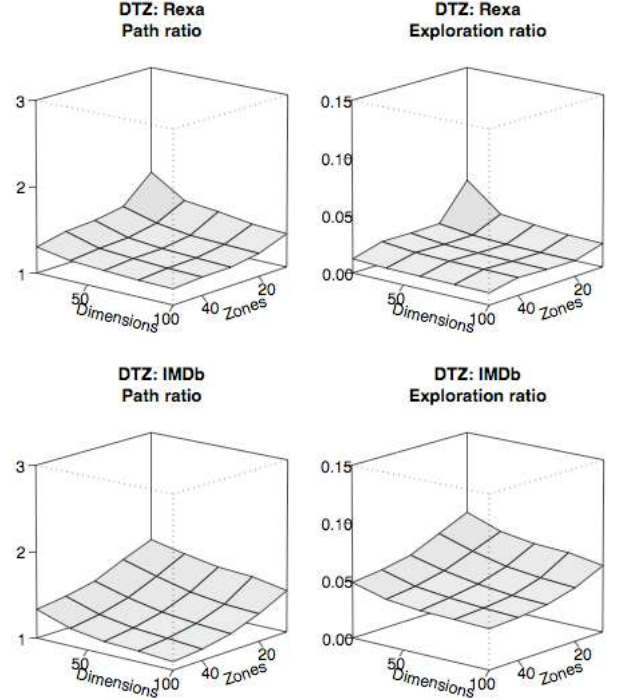 DTZ: Rexa
Path ratio
3
2
1
50
Dimensions
100
40
Zones
20
DTZ: Rexa
Exploration ratio
0.15
0.10
0.05
0.00
50
Dimensions
100
40
Zones
20
DTZ: IMDb
Path ratio
3
2
1
50
Dimensions
100
40
Zones
20
DTZ: IMDb
Exploration ratio
0.15
0.10
0.05
0.00
50
Dimensions
100
40
Zones
20